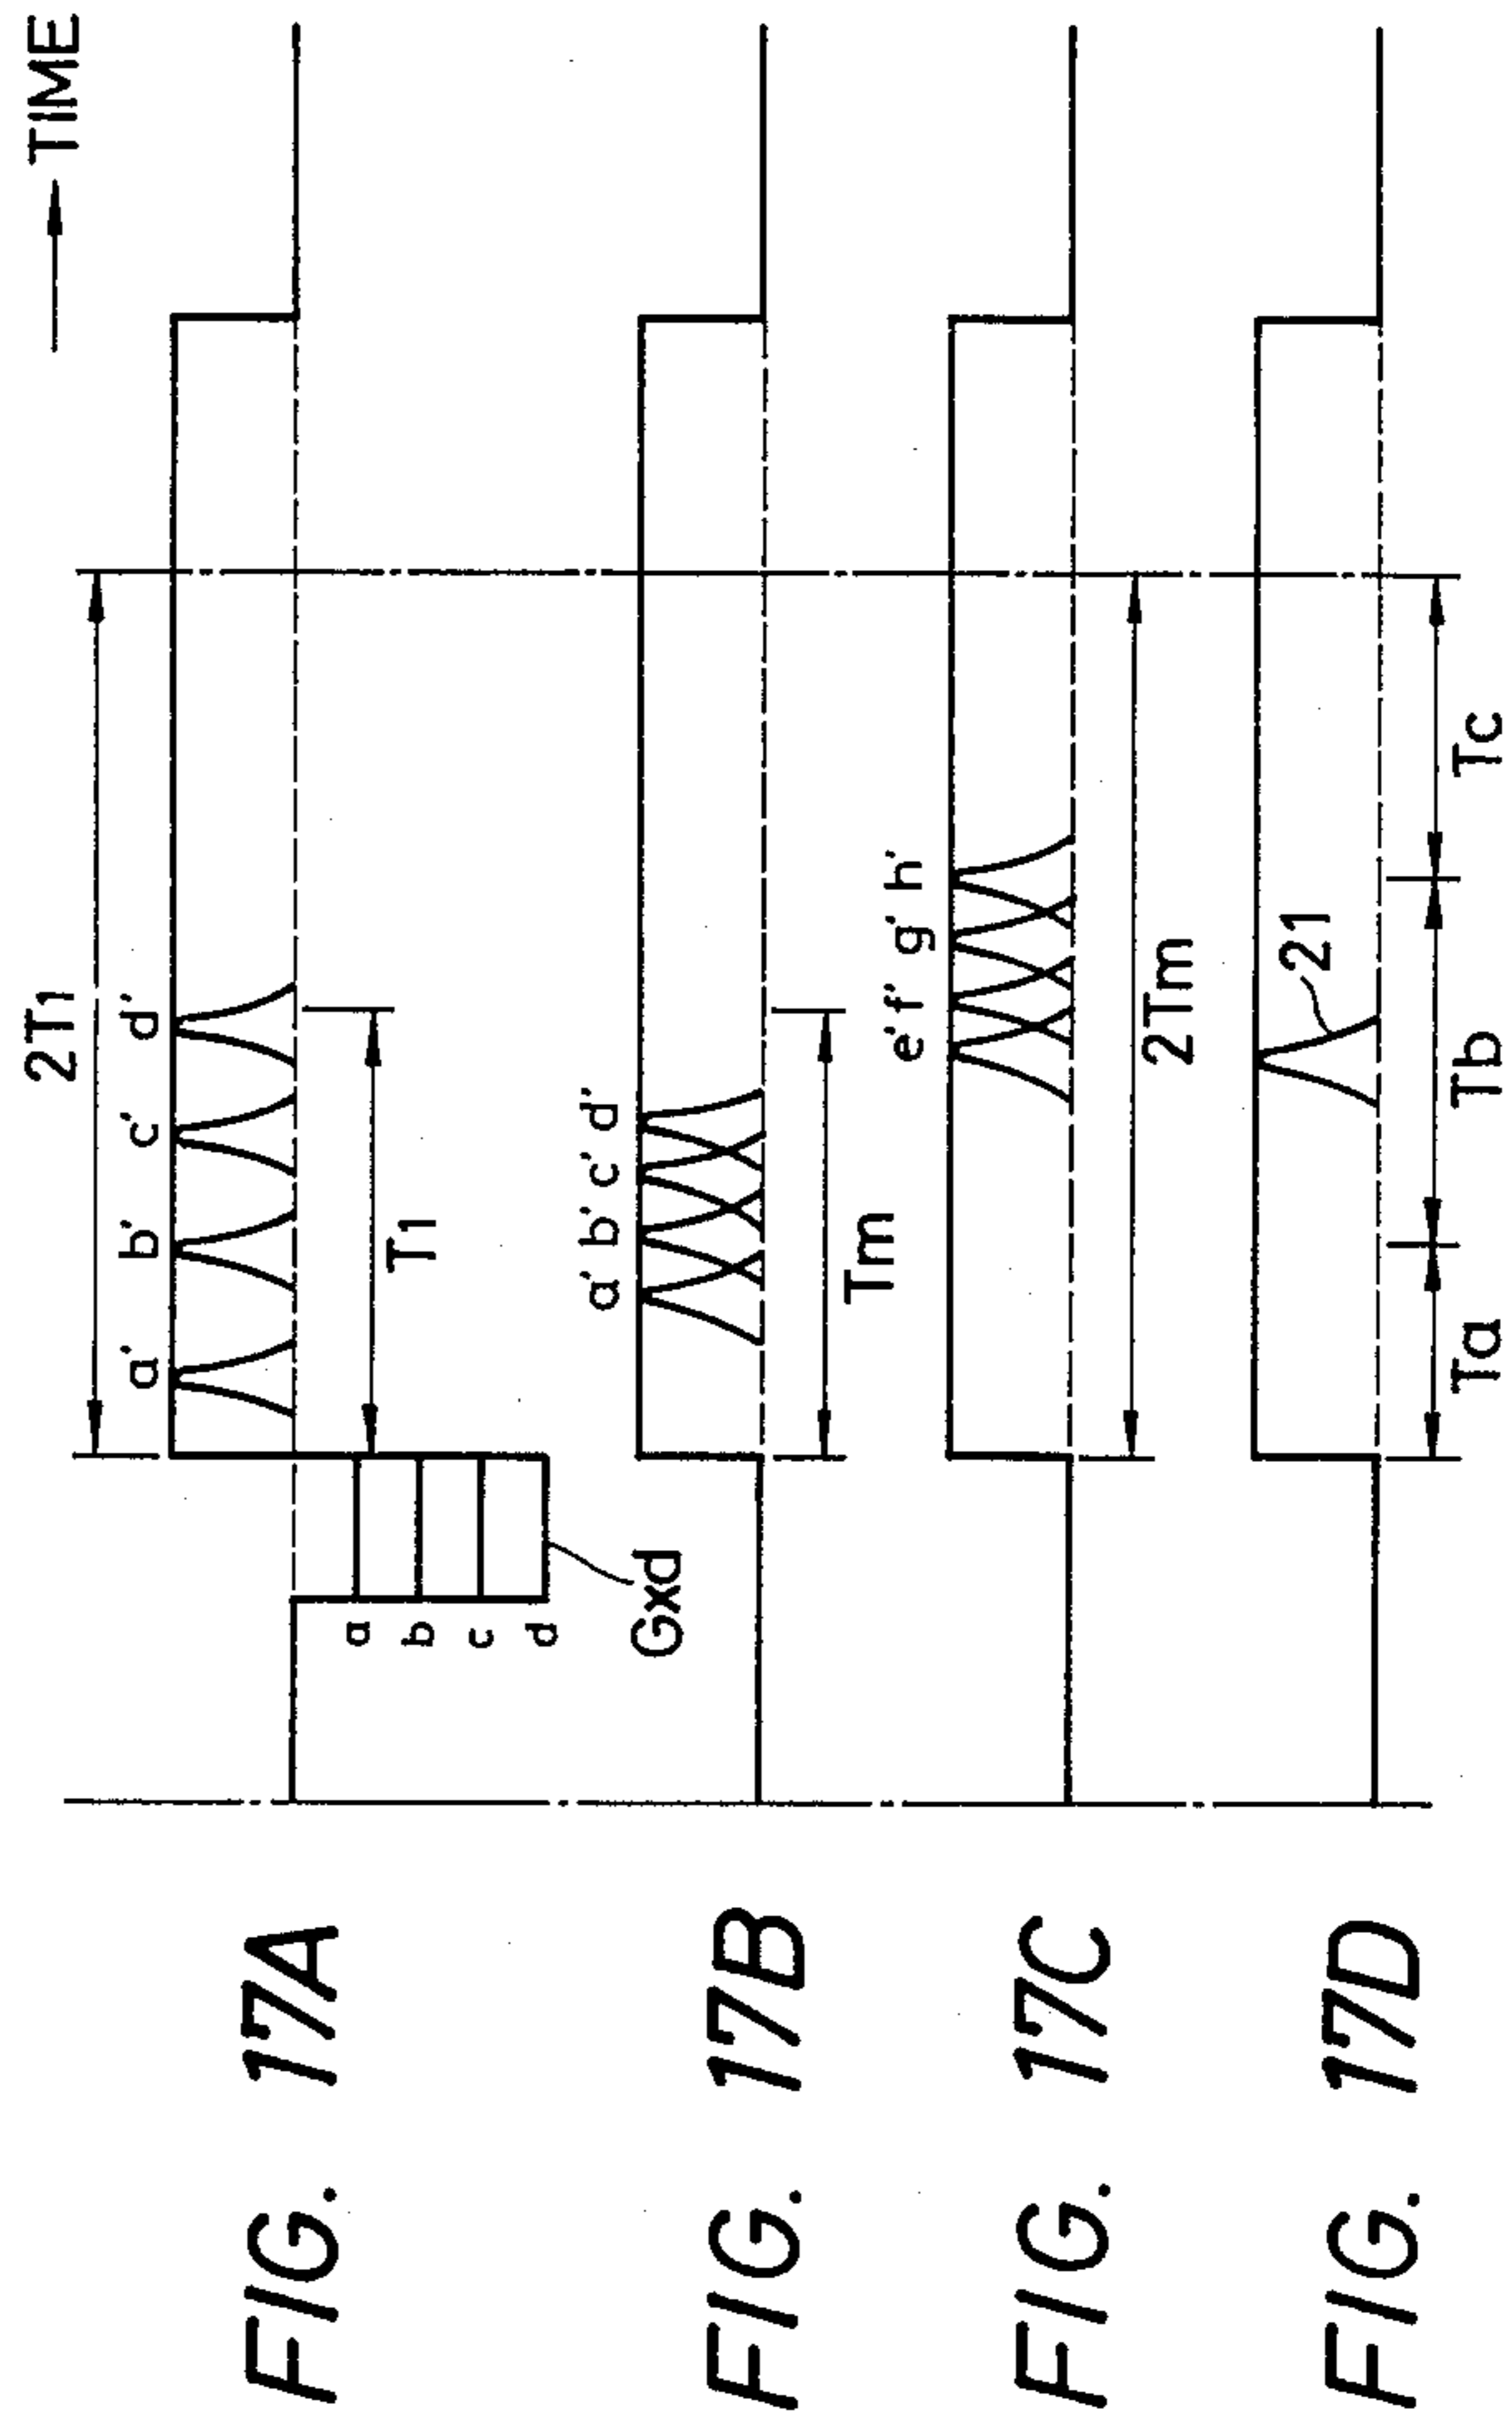 TIME
2T1
a' b' c' d'
T1
a
b
c
d
Gxd
FIG. 17A
a' b' c' d'
Tm
FIG. 17B
e' f' g' h'
2Tm
FIG. 17C
21
Ta Tb Tc
FIG. 17D